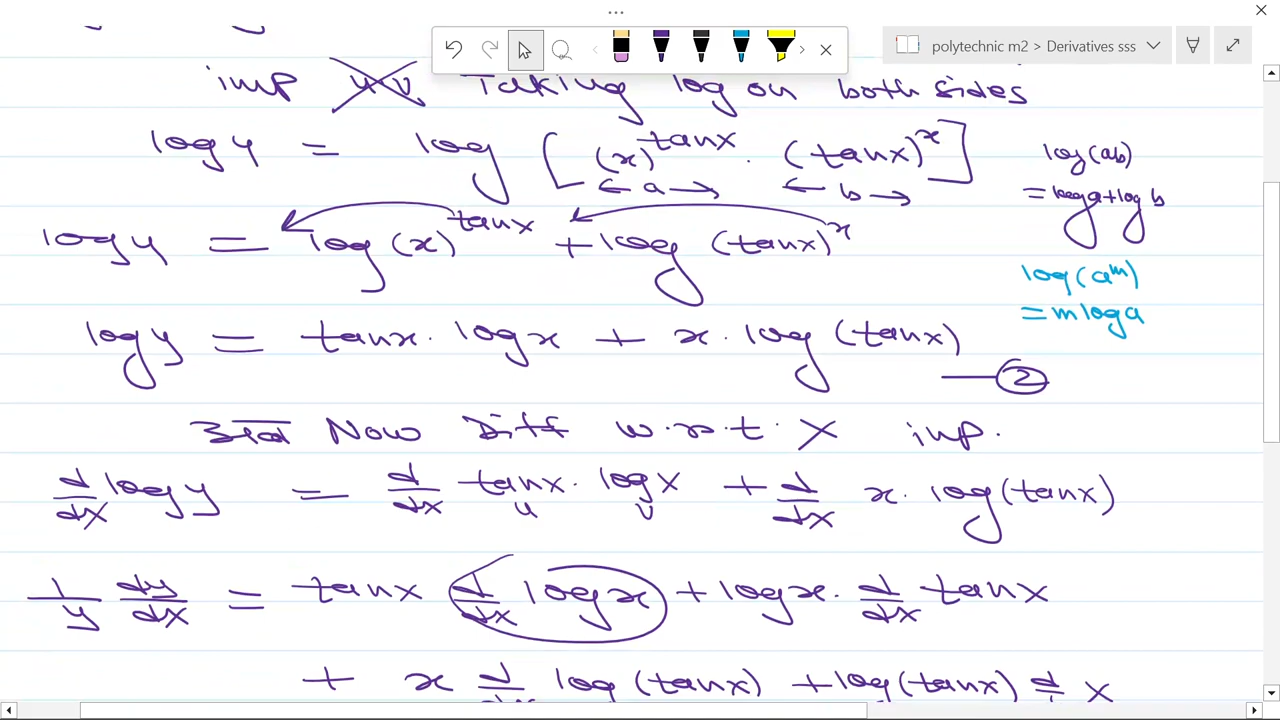 polytechnic m2 > Derivatives sss
imp uv Taking log on both sides
log y = log [ (x)^tanx . (tanx)^x ]
a b
log(ab)
= log a + log b
log y = log (x)^tanx + log (tanx)^x
log(a^m)
= m log a
log y = tanx . log x + x . log (tanx) — 2
3rd Now Diff w.r.t. x imp.
d/dx log y = d/dx tanx . log x + d/dx x . log(tanx)
u v
1/y dy/dx = tanx d/dx log x + log x . d/dx tanx
+ x d/dx log (tanx) + log(tanx) d/dx x